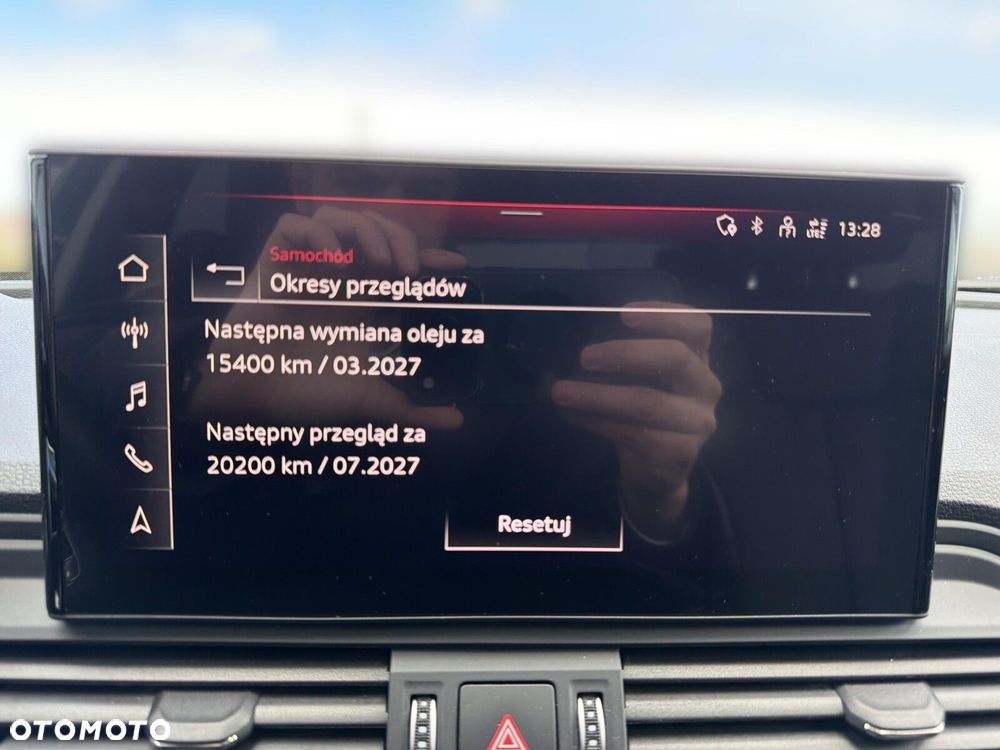 LTE 13:28
Samochód
Okresy przeglądów
Następna wymiana oleju za
15400 km / 03.2027
Następny przegląd za
20200 km / 07.2027
Resetuj
OTOMOTO